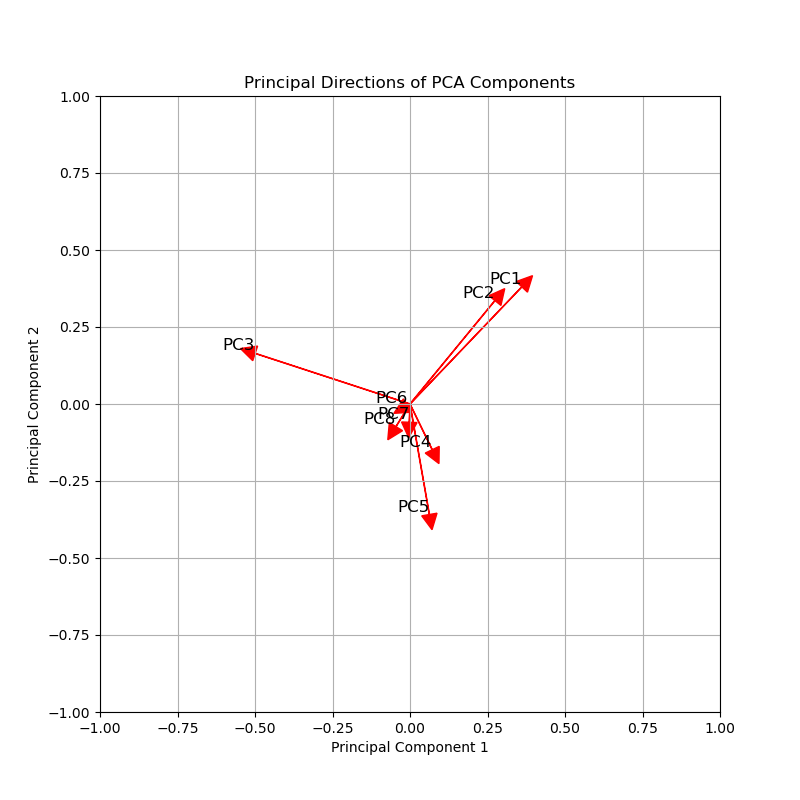 Principal Directions of PCA Components
1.00
0.75
0.50
0.25
0.00
−0.25
−0.50
−0.75
−1.00
Principal Component 2
PC1
PC2
PC3
PC6
PC7
PC8
PC4
PC5
−1.00 −0.75 −0.50 −0.25 0.00 0.25 0.50 0.75 1.00
Principal Component 1